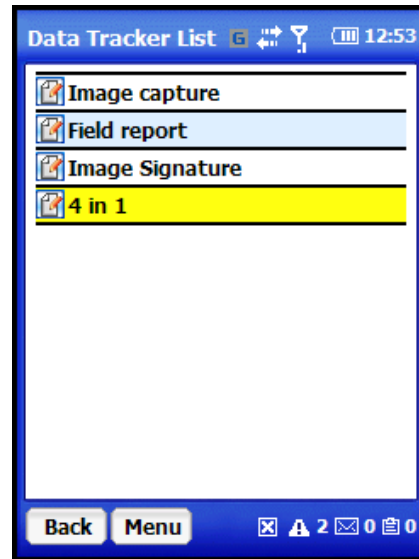 Data Tracker List G 12:53
Image capture
Field report
Image Signature
4 in 1
Back Menu 2 0 0